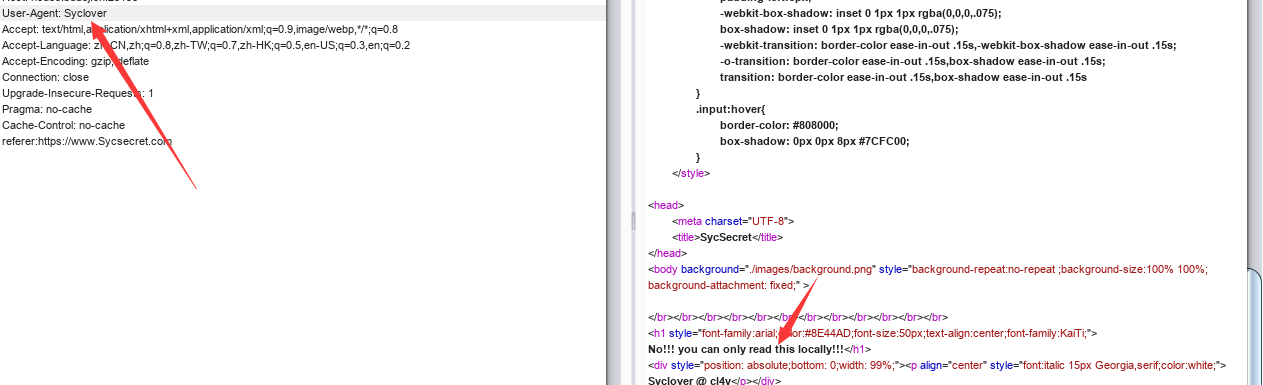 User-Agent: Syclover
Accept: text/html,application/xhtml+xml,application/xml;q=0.9,image/webp,*/*;q=0.8
Accept-Language: zh-CN,zh;q=0.8,zh-TW;q=0.7,zh-HK;q=0.5,en-US;q=0.3,en;q=0.2
Accept-Encoding: gzip, deflate
Connection: close
Upgrade-Insecure-Requests: 1
Pragma: no-cache
Cache-Control: no-cache
referer:https://www.Sycsecret.com
-webkit-box-shadow: inset 0 1px 1px rgba(0,0,0,.075);
box-shadow: inset 0 1px 1px rgba(0,0,0,.075);
-webkit-transition: border-color ease-in-out .15s,-webkit-box-shadow ease-in-out .15s;
-o-transition: border-color ease-in-out .15s,box-shadow ease-in-out .15s;
transition: border-color ease-in-out .15s,box-shadow ease-in-out .15s
}
.input:hover{
border-color: #808000;
box-shadow: 0px 0px 8px #7CFC00;
}
</style>
<head>
<meta charset="UTF-8">
<title>SycSecret</title>
</head>
<body background="./images/background.png" style="background-repeat:no-repeat ;background-size:100% 100%;
background-attachment: fixed;" >
</br></br></br></br></br></br></br></br></br></br></br></br>
<h1 style="font-family:arial;color:#8E44AD;font-size:50px;text-align:center;font-family:KaiTi;">
No!!! you can only read this locally!!!</h1>
<div style="position: absolute;bottom: 0;width: 99%;"><p align="center" style="font:italic 15px Georgia,serif;color:white;">
Syclover @ cl4y</p></div>